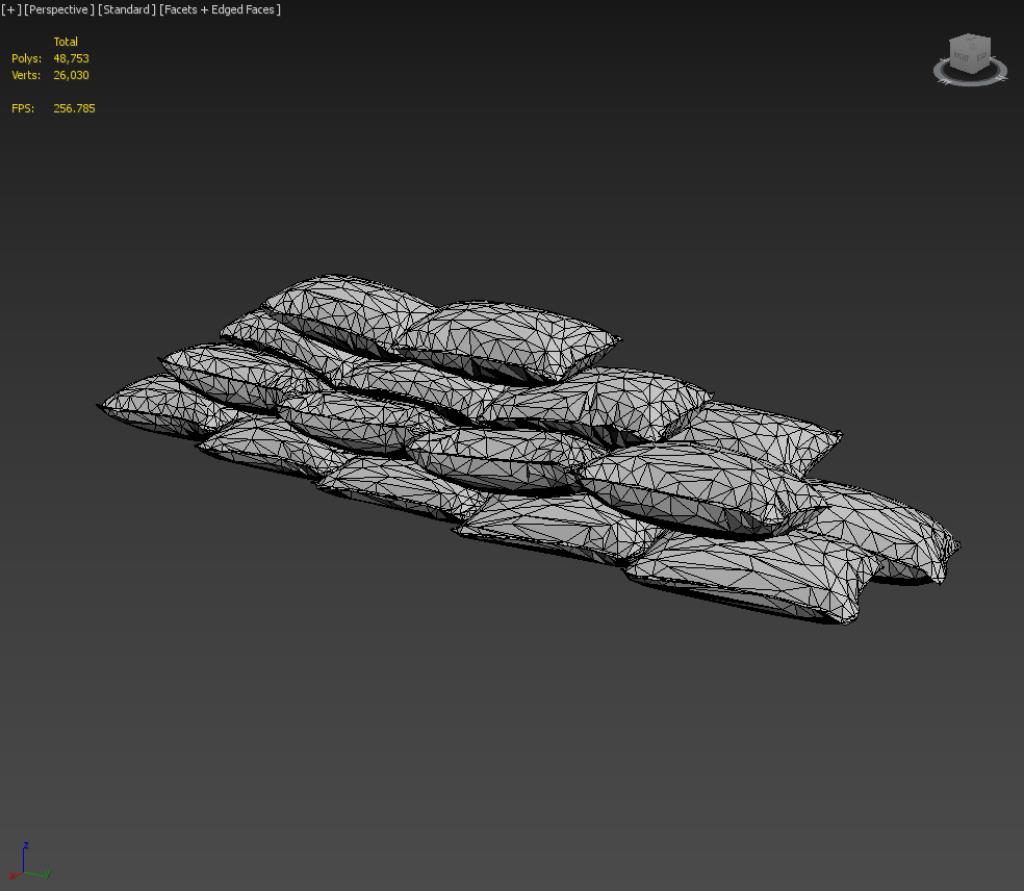 [+] [Perspective] [Standard] [Facets + Edged Faces]
Total
Polys: 48,753
Verts: 26,030
FPS: 256.785
z
x
y